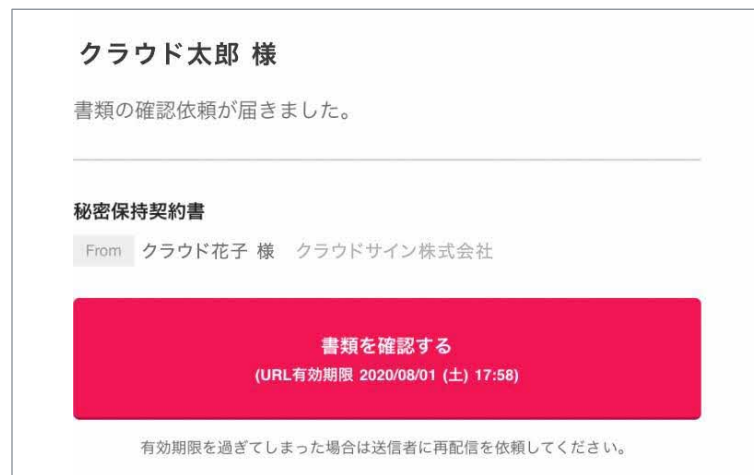 クラウド太郎 様
書類の確認依頼が届きました。
秘密保持契約書
From クラウド花子 様 クラウドサイン株式会社
書類を確認する
(URL有効期限 2020/08/01 (土) 17:58)
有効期限を過ぎてしまった場合は送信者に再配信を依頼してください。